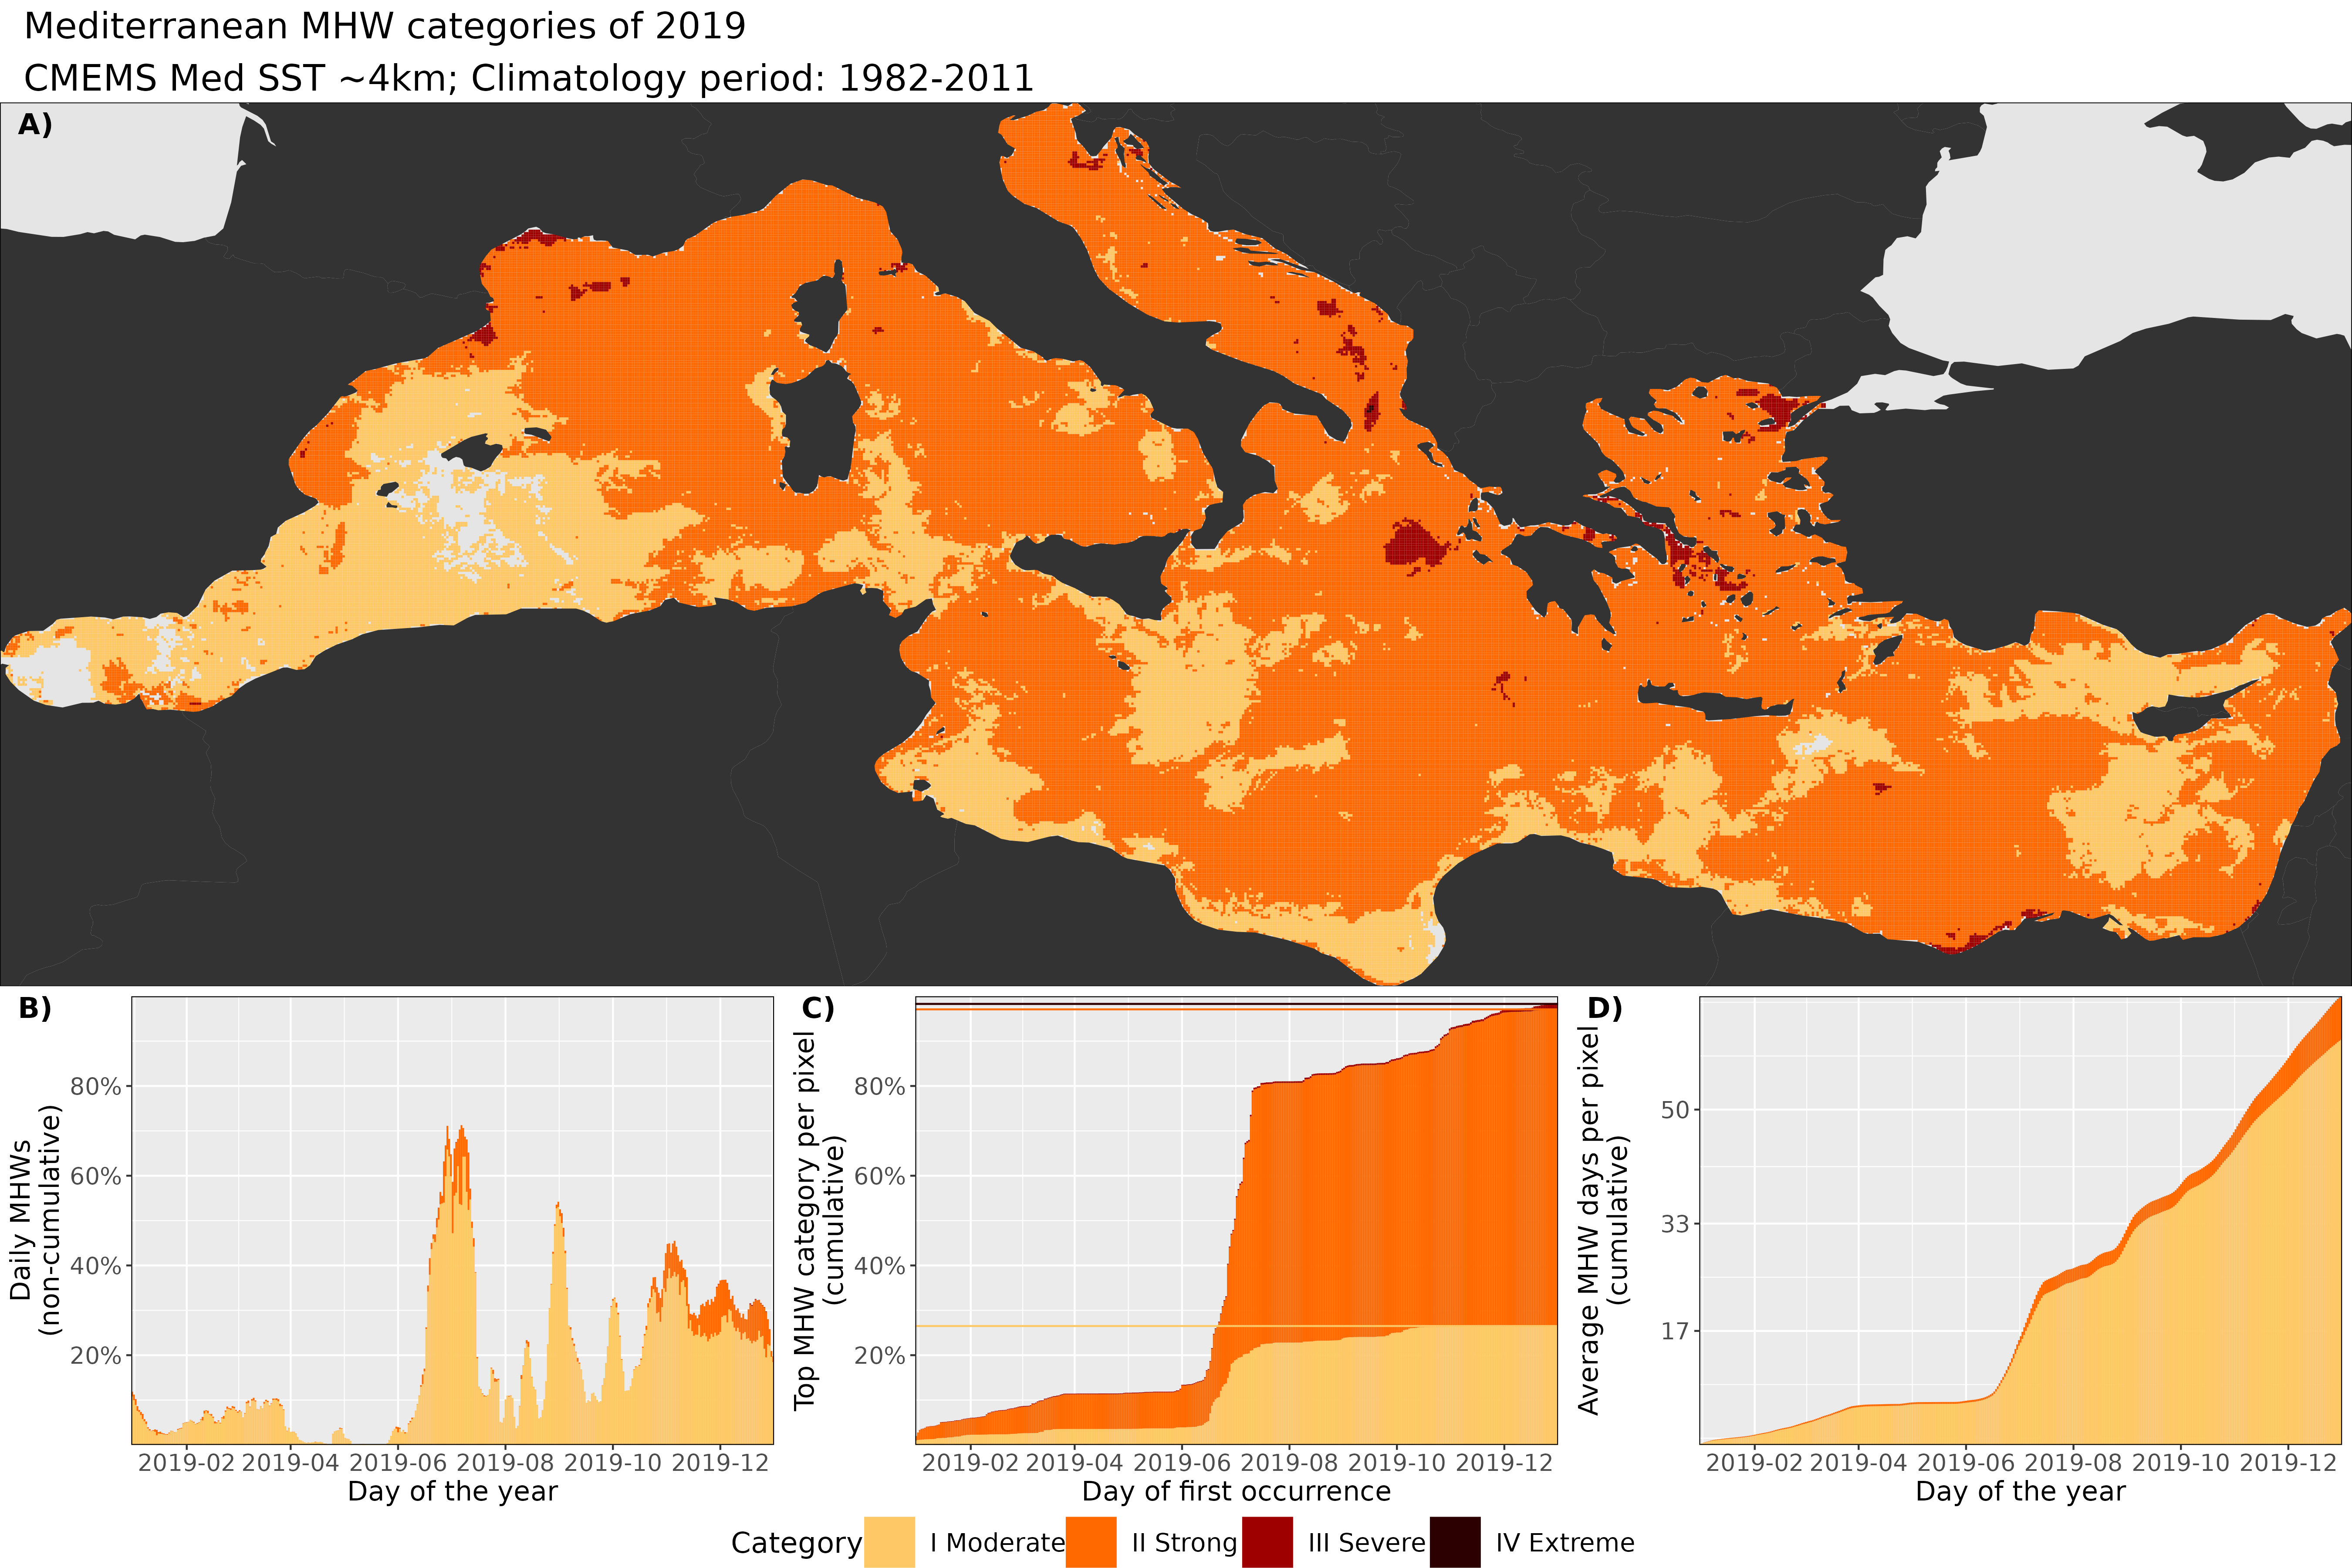 Mediterranean MHW categories of 2019
CMEMS Med SST ~4km; Climatology period: 1982-2011
A)
B)
Daily MHWs
(non-cumulative)
80%
60%
40%
20%
2019-02 2019-04 2019-06 2019-08 2019-10 2019-12
Day of the year
C)
Top MHW category per pixel
(cumulative)
80%
60%
40%
20%
2019-02 2019-04 2019-06 2019-08 2019-10 2019-12
Day of first occurrence
D)
Average MHW days per pixel
(cumulative)
50
33
17
2019-02 2019-04 2019-06 2019-08 2019-10 2019-12
Day of the year
Category I Moderate II Strong III Severe IV Extreme